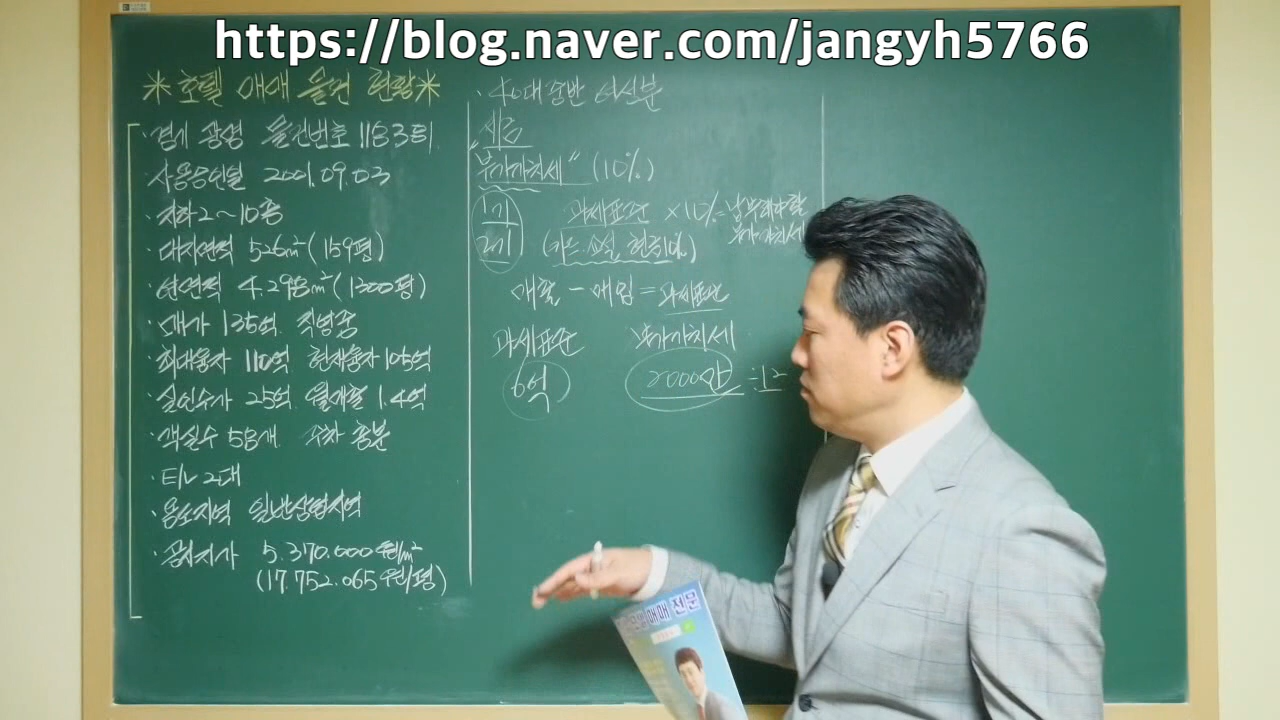 https://blog.naver.com/jangyh5766
* 호텔 매매 물건 현황 *
· 경기 광명 물건번호 1183티
· 사용승인일 2001.09.03
· 지하2~10층
· 대지면적 526m² (159평)
· 연면적 4.298m² (1300평)
· 매가 135억 직영중
· 최대융자 110억 현재융자 105억
· 실인수가 25억 월매출 1.4억
· 객실수 58개 주차 충분
· E/L 2대
· 용도지역 일반상업지역
· 공시지가 5.370.000원/m²
(17.752.065원/평)
· 40대 중반 여신분
세금
"부가가치세" (10%)
1기 과세표준 × 10% = 납부해야할 부가가치세
2기 (카드, 소셜, 현금 10%)
매출 - 매입 = 과세표준
과세표준 부가가치세
6억 2000만 ÷ 12
매매 전문